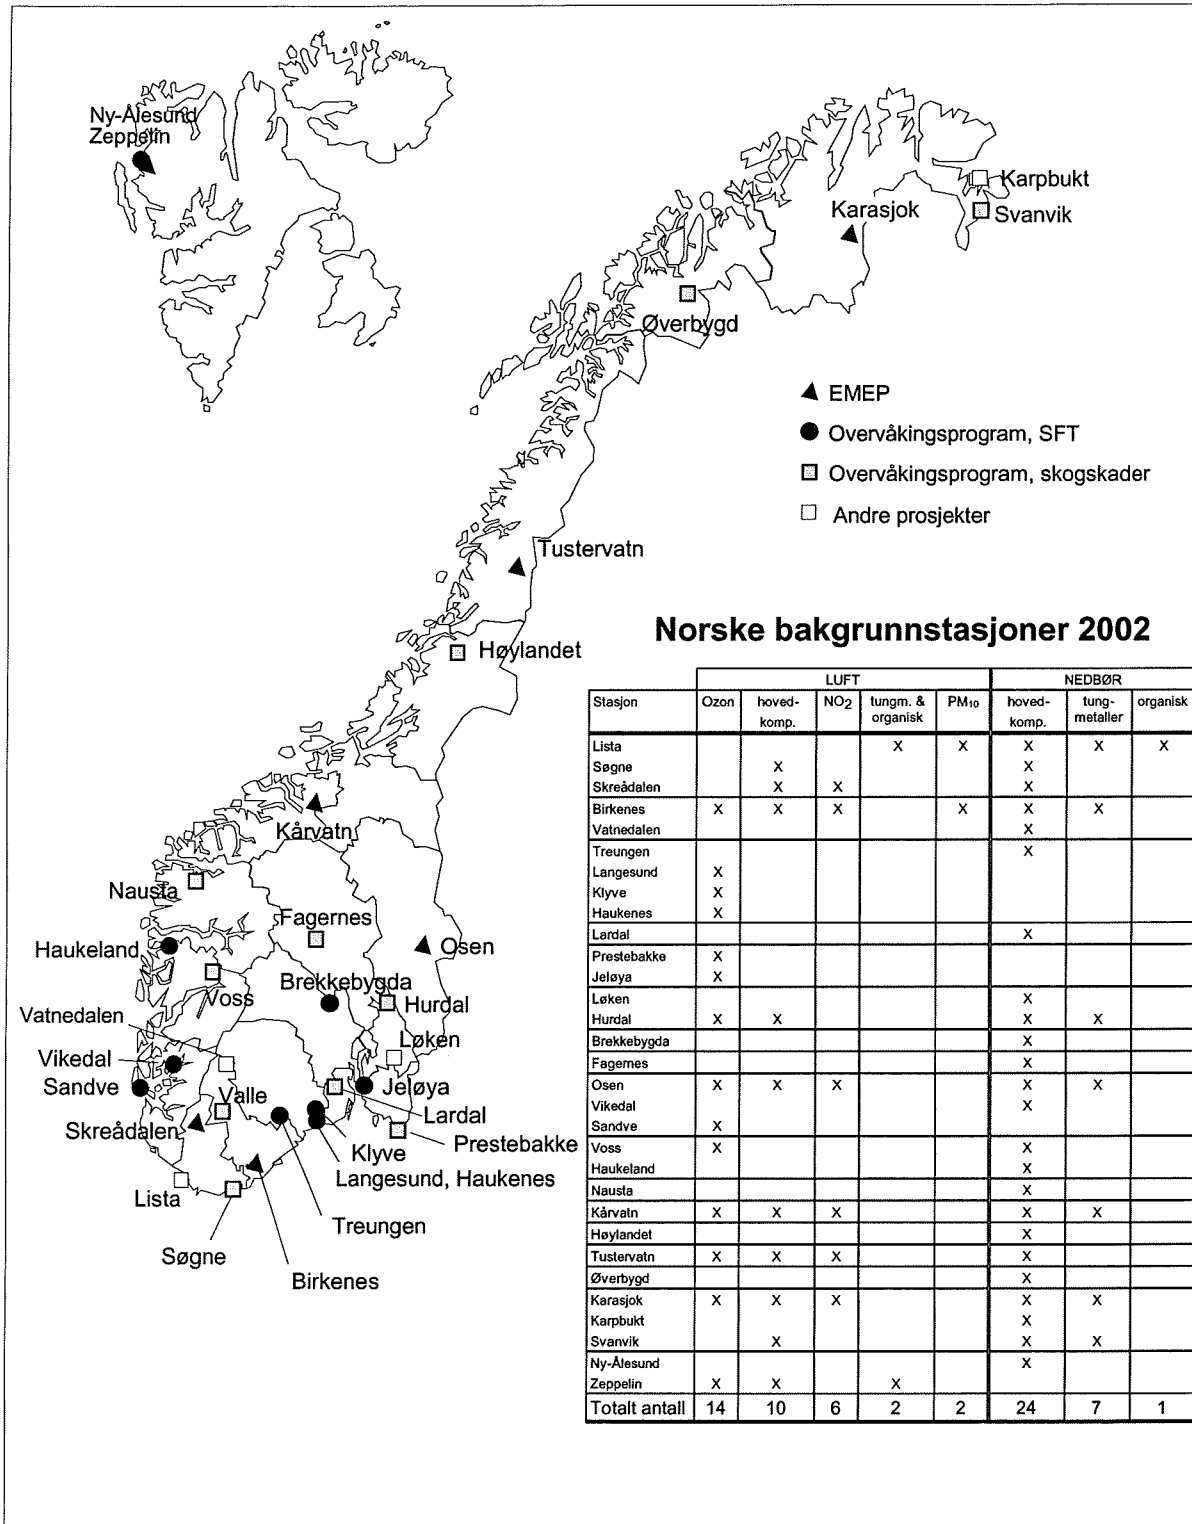 Ny-Ålesund
Zeppelin
Karpbukt
Karasjok
Svanvik
Øverbygd
EMEP
Overvåkingsprogram, SFT
Overvåkingsprogram, skogskader
Andre prosjekter
Tustervatn
Høylandet
Kårvatn
Nausta
Fagernes
Haukeland
Osen
Brekkebygda
Voss
Hurdal
Vatnedalen
Løken
Vikedal
Sandve
Valle
Jeløya
Lardal
Skreådalen
Prestebakke
Klyve
Langesund, Haukenes
Lista
Treungen
Søgne
Birkenes
Norske bakgrunnstasjoner 2002
LUFT NEDBØR
Stasjon Ozon hoved-komp. NO2 tungm. & organisk PM10 hoved-komp. tung-metaller organisk
Lista X X X X X
Søgne X X
Skreådalen X X X
Birkenes X X X X X X
Vatnedalen X
Treungen X
Langesund X
Klyve X
Haukenes X
Lardal X
Prestebakke X
Jeløya X
Løken X
Hurdal X X X X
Brekkebygda X
Fagernes X
Osen X X X X X
Vikedal X
Sandve X
Voss X X
Haukeland X
Nausta X
Kårvatn X X X X X
Høylandet X
Tustervatn X X X X
Øverbygd X
Karasjok X X X X X
Karpbukt X
Svanvik X X X
Ny-Ålesund X
Zeppelin X X X
Totalt antall 14 10 6 2 2 24 7 1